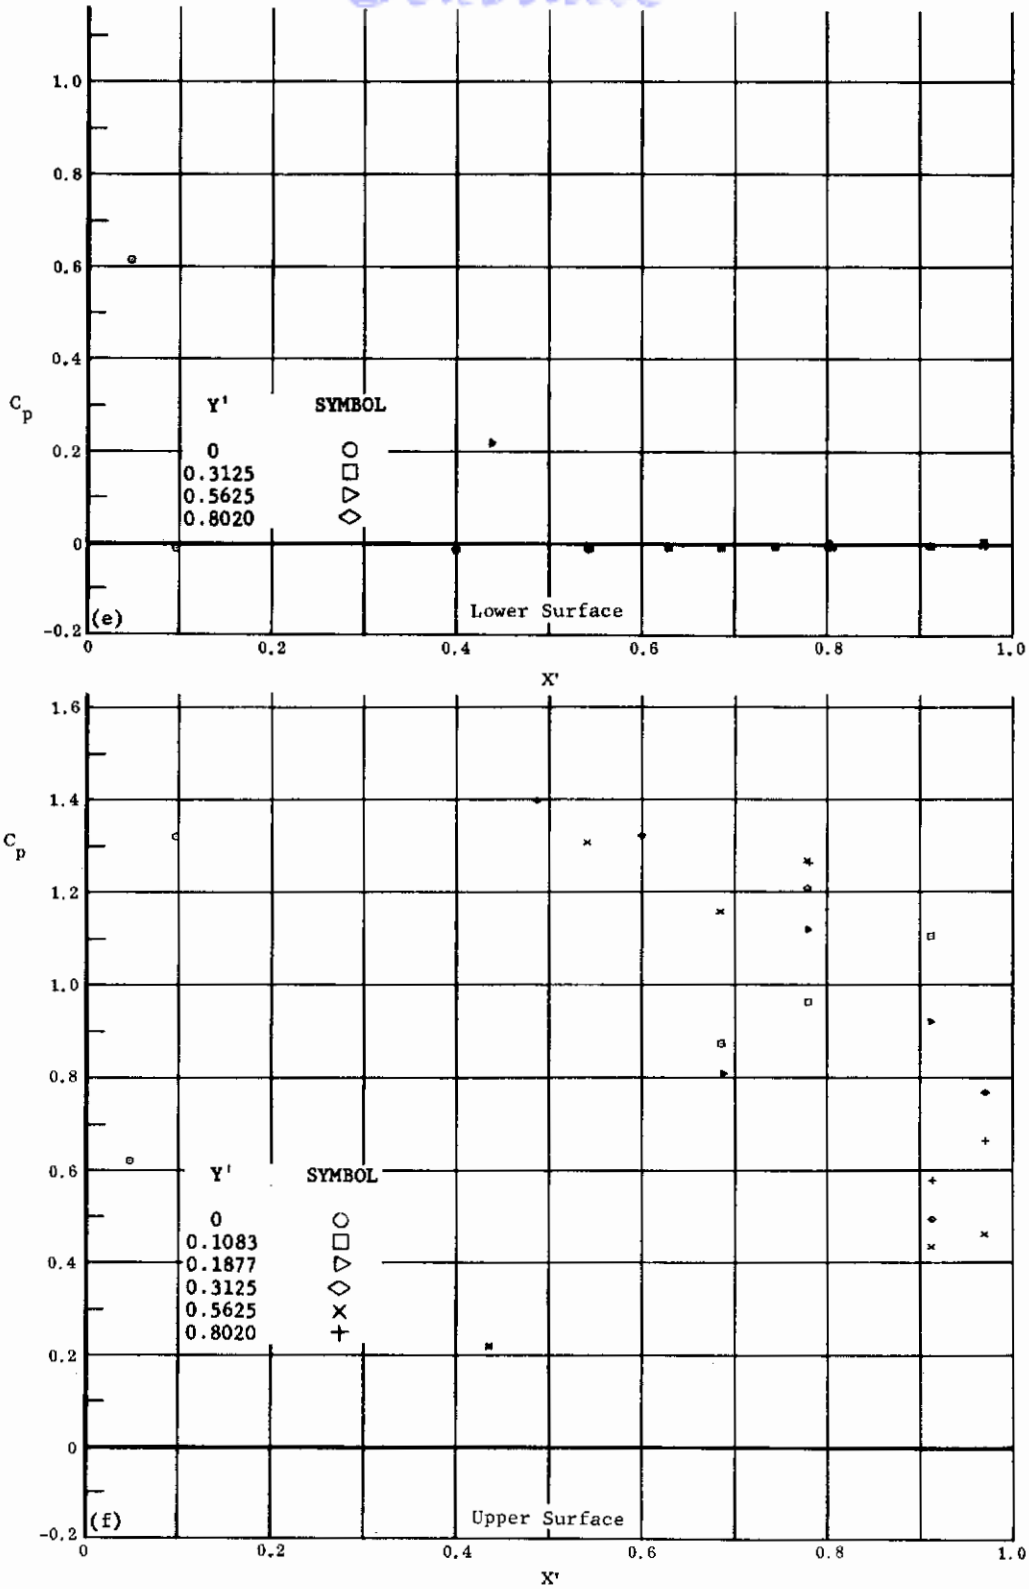 1.0
0.8
0.6
0.4
C_p
Y' SYMBOL
0.2
0 ○
0.3125 □
0.5625 ▷
0.8020 ◇
0
(e)
Lower Surface
-0.2
0 0.2 0.4 0.6 0.8 1.0
X'
1.6
1.4
C_p
1.2
1.0
0.8
0.6
Y' SYMBOL
0 ○
0.1083 □
0.1877 ▷
0.4
0.3125 ◇
0.5625 ×
0.8020 +
0.2
0
(f)
Upper Surface
-0.2
0 0.2 0.4 0.6 0.8 1.0
X'